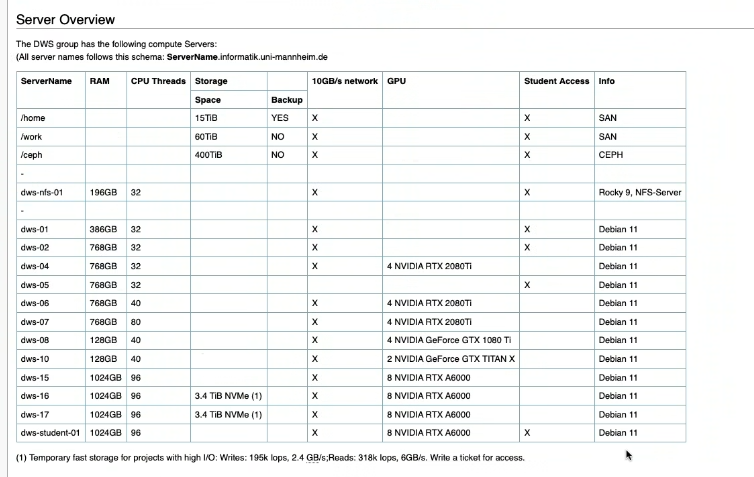 Server Overview
The DWS group has the following compute Servers:
(All server names follows this schema: ServerName.informatik.uni-mannheim.de
ServerName RAM CPU Threads Storage 10GB/s network GPU Student Access Info
Space Backup
/home 15TiB YES X X SAN
/work 60TiB NO X X SAN
/ceph 400TiB NO X X CEPH
-
dws-nfs-01 196GB 32 X X Rocky 9, NFS-Server
-
dws-01 386GB 32 X X Debian 11
dws-02 768GB 32 X X Debian 11
dws-04 768GB 32 X 4 NVIDIA RTX 2080Ti Debian 11
dws-05 768GB 32 X Debian 11
dws-06 768GB 40 X 4 NVIDIA RTX 2080Ti Debian 11
dws-07 768GB 80 X 4 NVIDIA RTX 2080Ti Debian 11
dws-08 128GB 40 X 4 NVIDIA GeForce GTX 1080 Ti Debian 11
dws-10 128GB 40 X 2 NVIDIA GeForce GTX TITAN X Debian 11
dws-15 1024GB 96 X 8 NVIDIA RTX A6000 Debian 11
dws-16 1024GB 96 3.4 TiB NVMe (1) X 8 NVIDIA RTX A6000 Debian 11
dws-17 1024GB 96 3.4 TiB NVMe (1) X 8 NVIDIA RTX A6000 Debian 11
dws-student-01 1024GB 96 X 8 NVIDIA RTX A6000 X Debian 11
(1) Temporary fast storage for projects with high I/O: Writes: 195k Iops, 2.4 GB/s;Reads: 318k Iops, 6GB/s. Write a ticket for access.